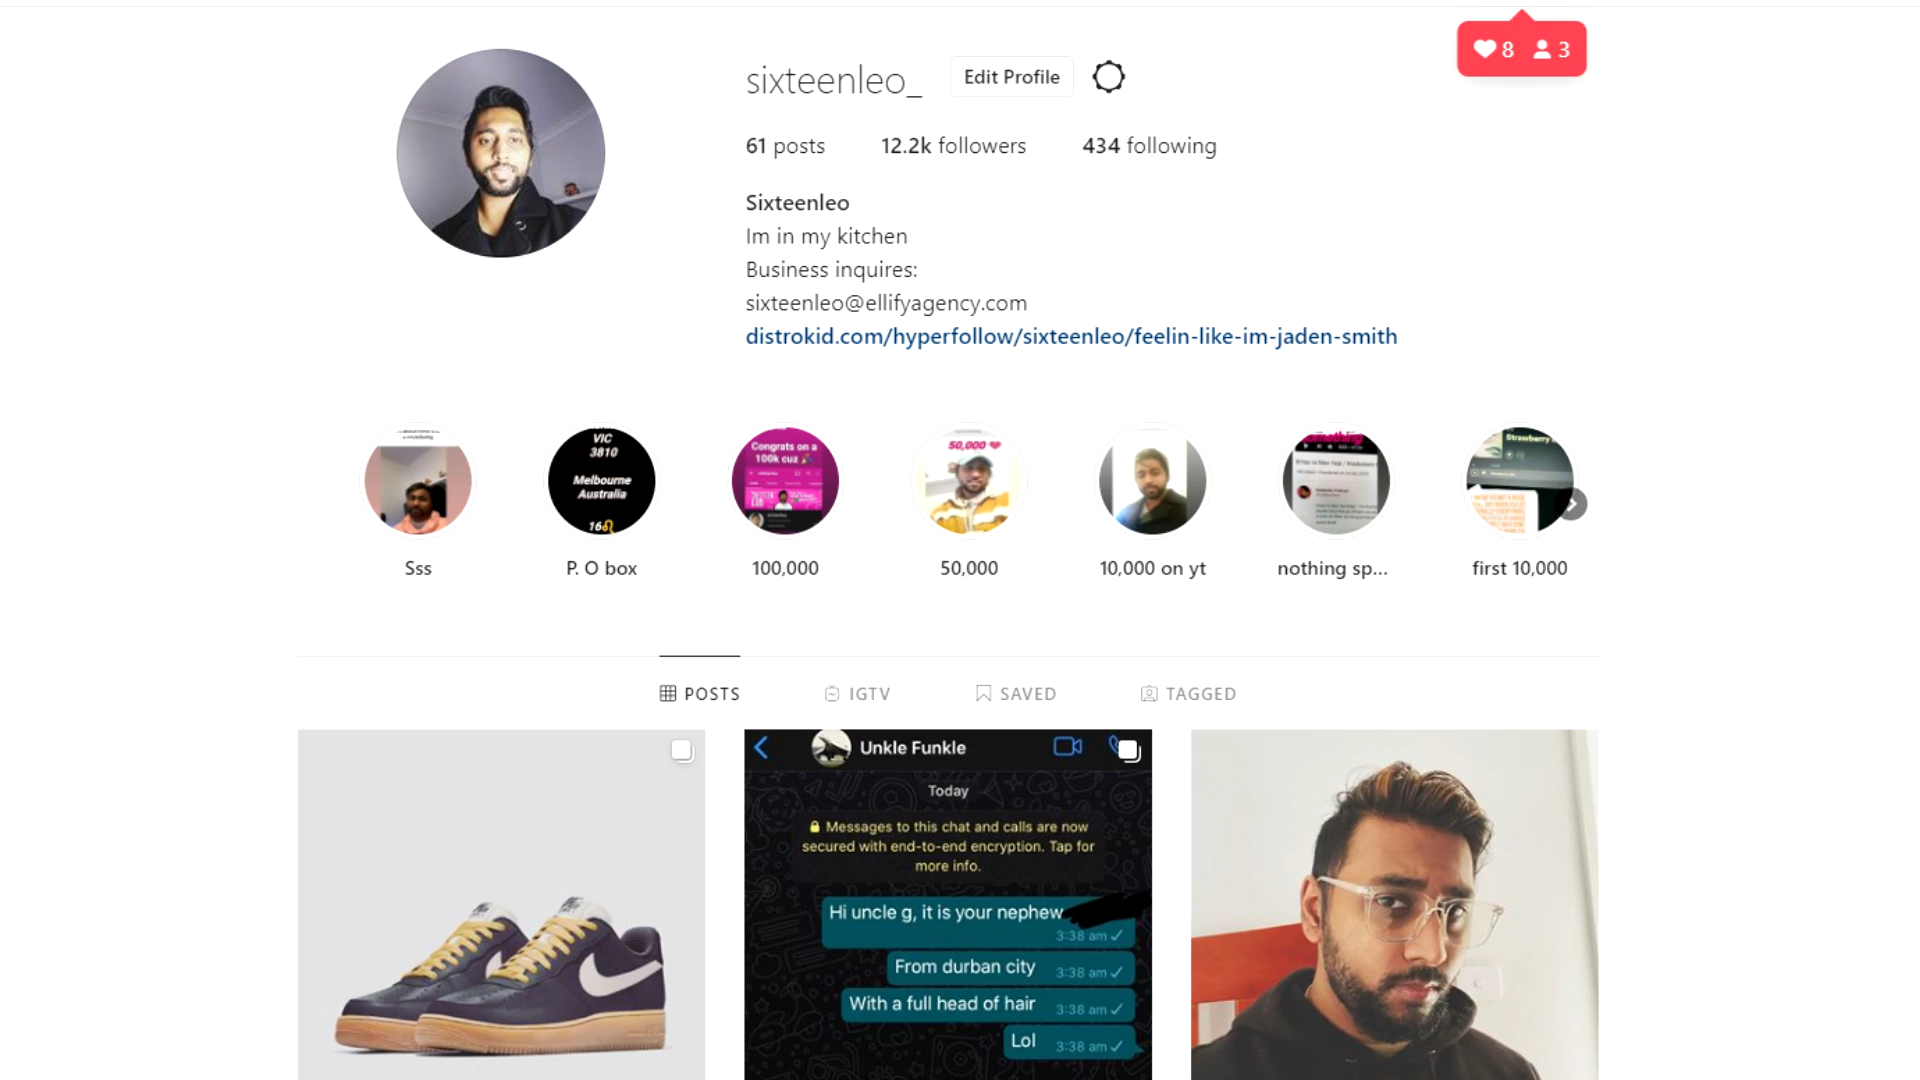 8 3
sixteenleo_ Edit Profile
61 posts 12.2k followers 434 following
Sixteenleo
Im in my kitchen
Business inquires:
sixteenleo@ellifyagency.com
distrokid.com/hyperfollow/sixteenleo/feelin-like-im-jaden-smith
VIC
3810
Melbourne
Australia
16♌
Congrats on a
100k cuz 🎉
50,000 ❤
something
Strawberry
Sss P. O box 100,000 50,000 10,000 on yt nothing sp... first 10,000
POSTS IGTV SAVED TAGGED
Unkle Funkle
Today
🔒 Messages to this chat and calls are now
secured with end-to-end encryption. Tap for
more info.
Hi uncle g, it is your nephew
3:38 am ✓
From durban city 3:38 am ✓
With a full head of hair 3:38 am ✓
Lol 3:38 am ✓